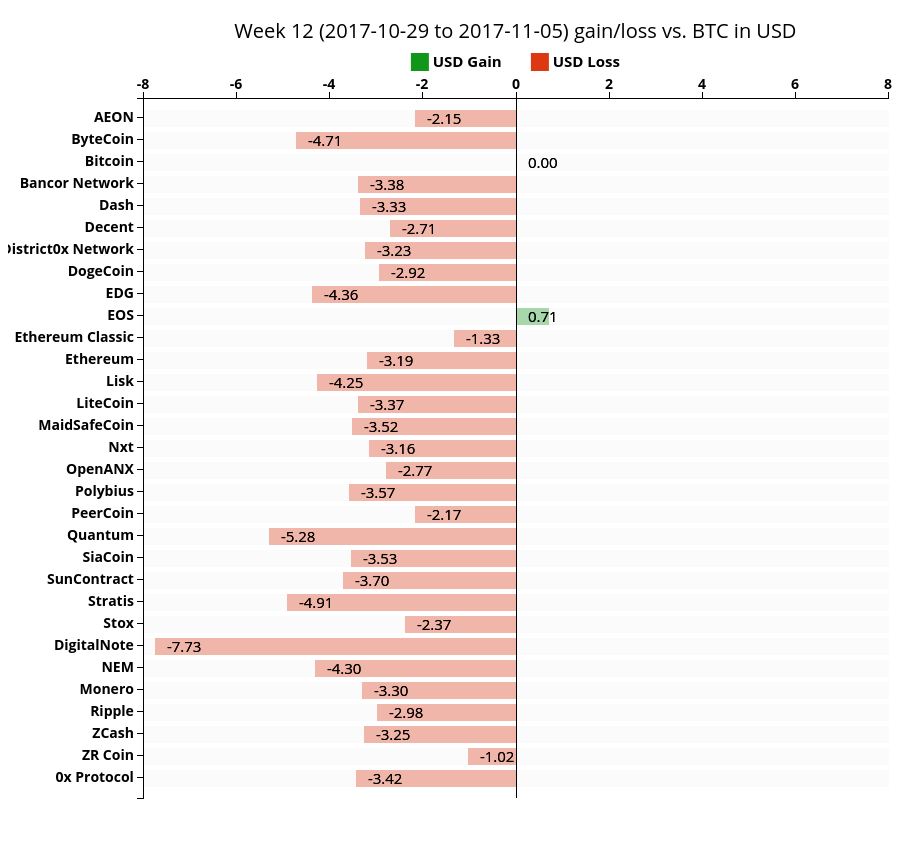 Week 12 (2017-10-29 to 2017-11-05) gain/loss vs. BTC in USD
USD Gain USD Loss
-8 -6 -4 -2 0 2 4 6 8
AEON -2.15
ByteCoin -4.71
Bitcoin 0.00
Bancor Network -3.38
Dash -3.33
Decent -2.71
istrict0x Network -3.23
DogeCoin -2.92
EDG -4.36
EOS 0.71
Ethereum Classic -1.33
Ethereum -3.19
Lisk -4.25
LiteCoin -3.37
MaidSafeCoin -3.52
Nxt -3.16
OpenANX -2.77
Polybius -3.57
PeerCoin -2.17
Quantum -5.28
SiaCoin -3.53
SunContract -3.70
Stratis -4.91
Stox -2.37
DigitalNote -7.73
NEM -4.30
Monero -3.30
Ripple -2.98
ZCash -3.25
ZR Coin -1.02
0x Protocol -3.42